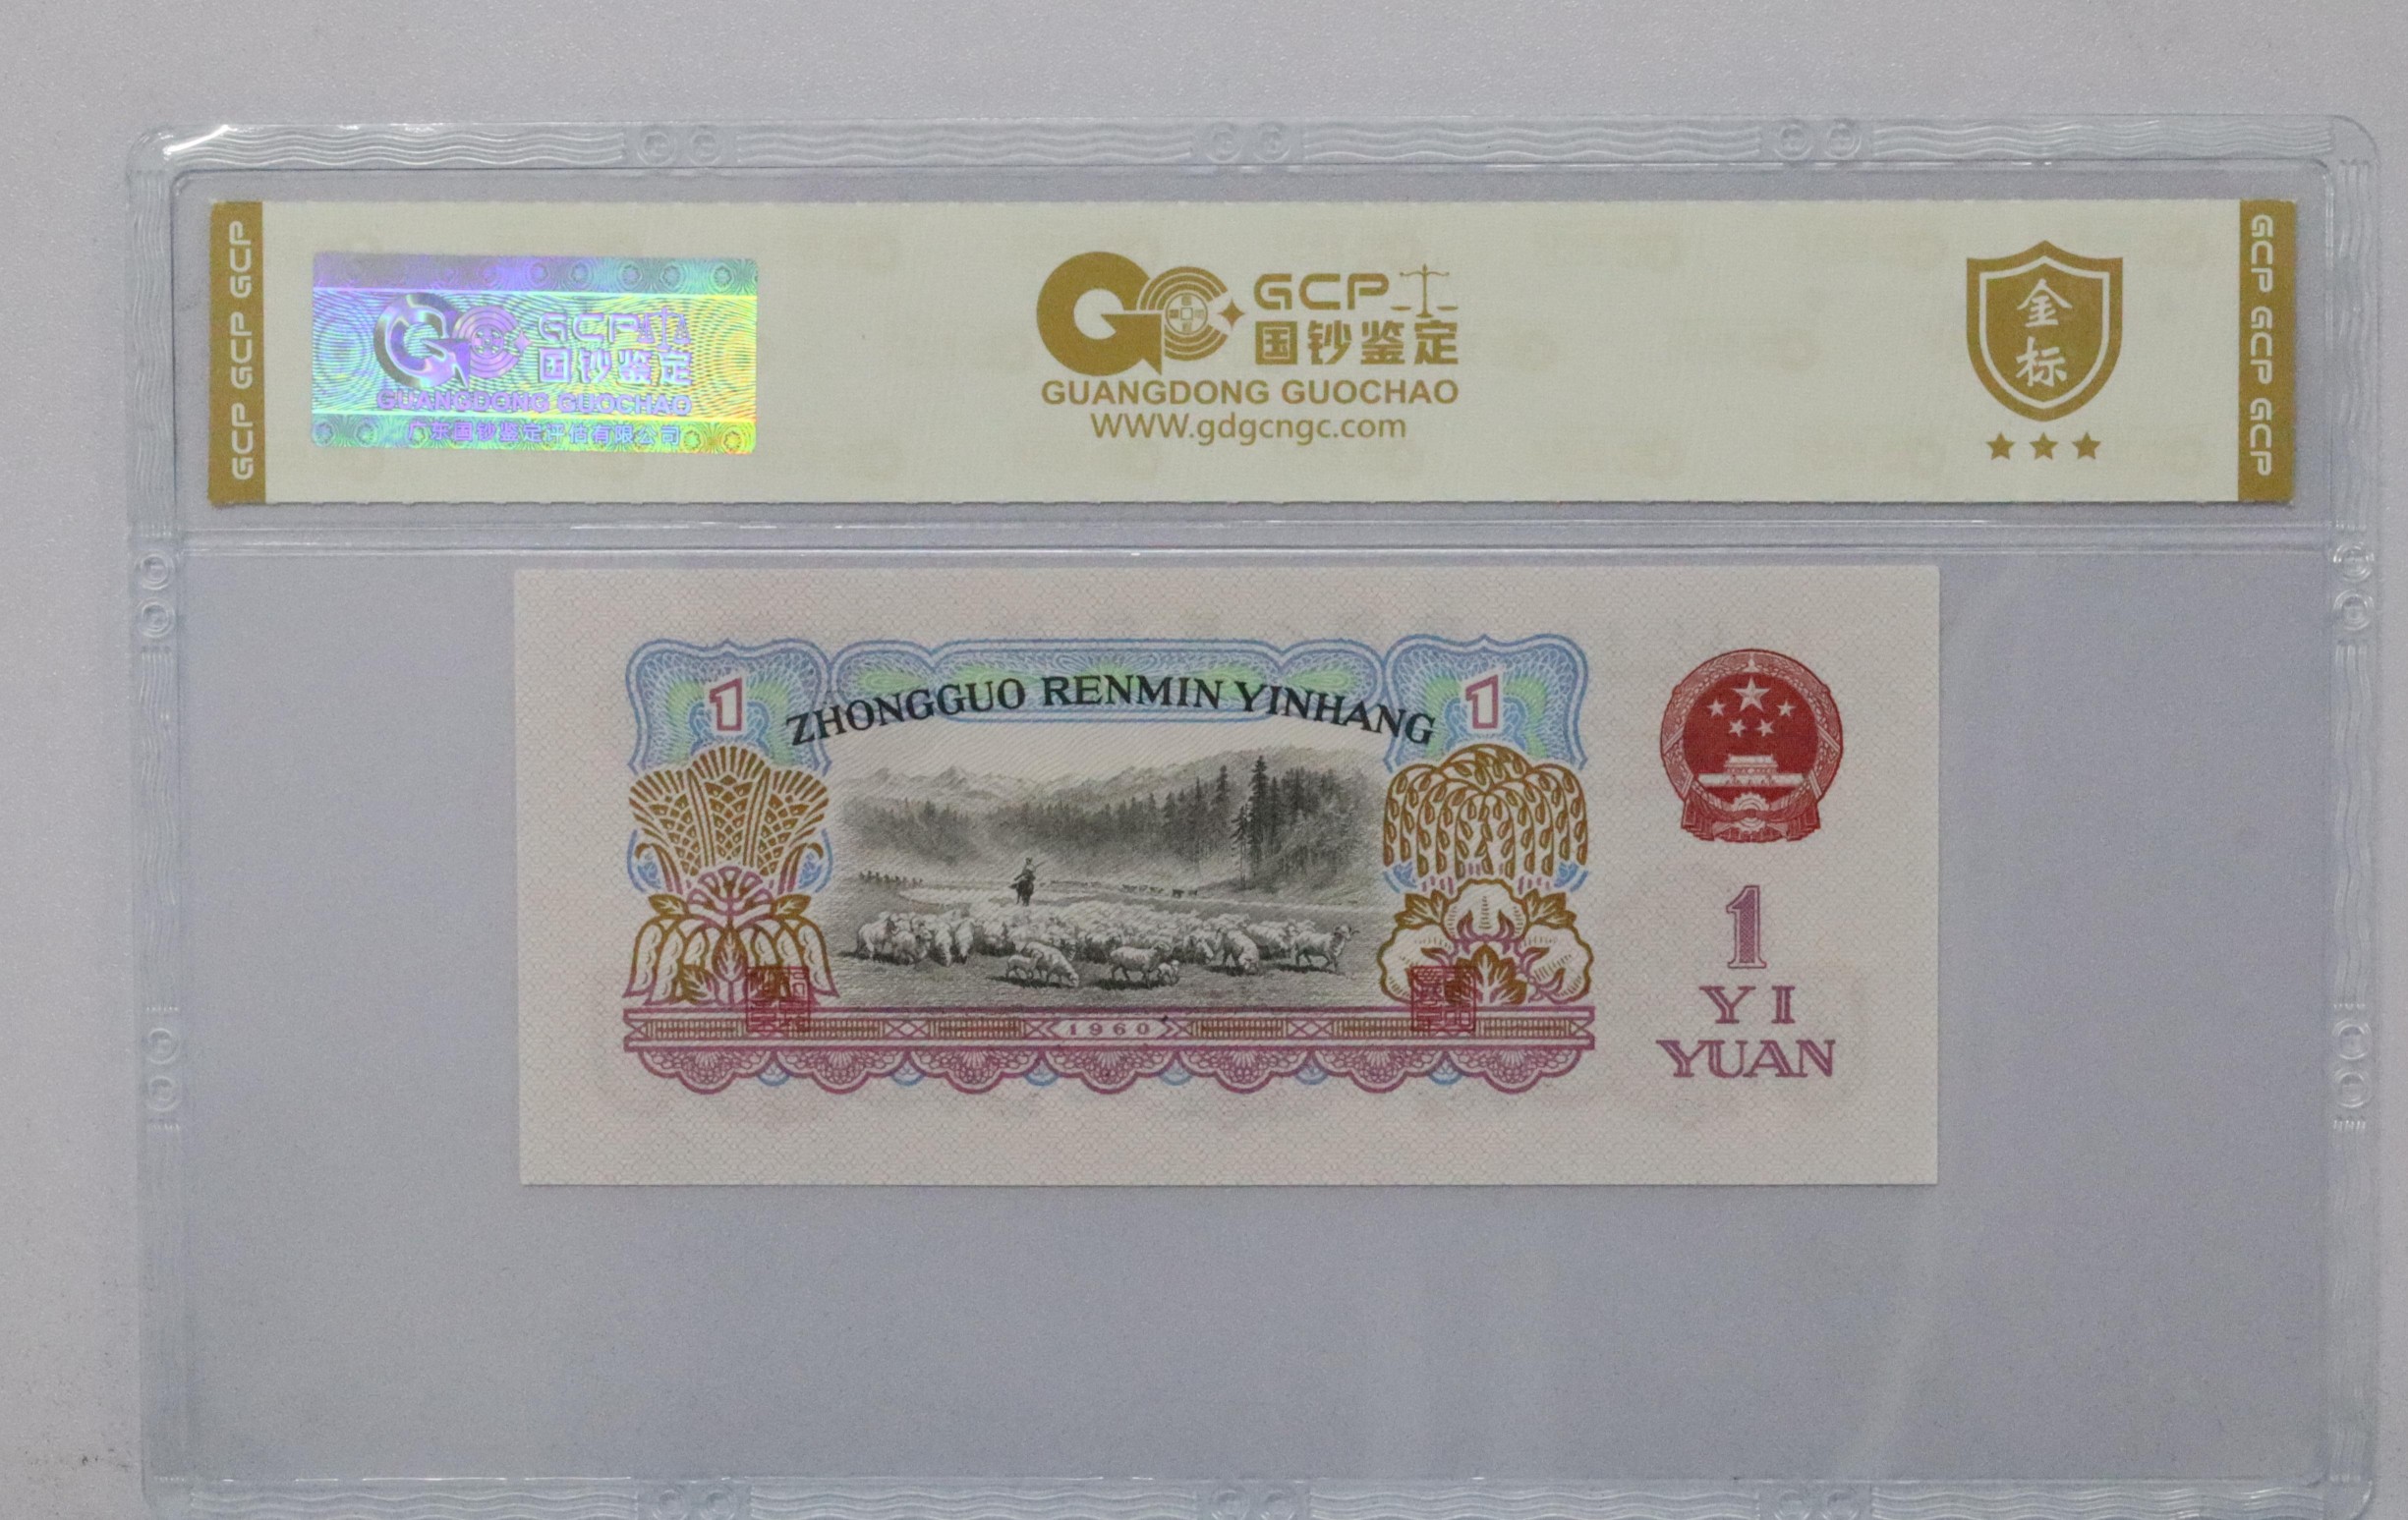 GCP GCP GCP
GCP
国钞鉴定
GUANGDONG GUOCHAO
广东国钞鉴定评估有限公司
GCP
国钞鉴定
GUANGDONG GUOCHAO
WWW.gdgcngc.com
金
标
GCP GCP GCP
1
ZHONGGUO RENMIN YINHANG
1
1
YI
YUAN
1960